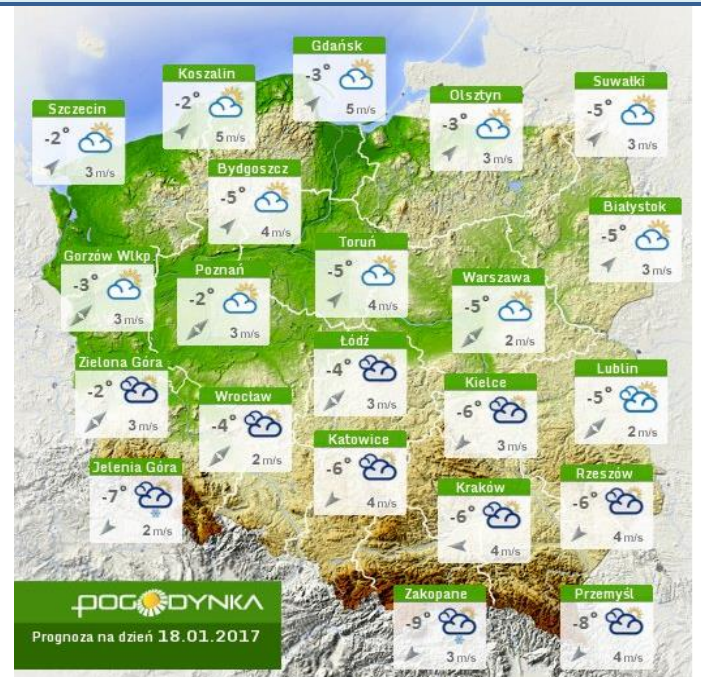 Gdańsk
-3°
5 m/s
Koszalin
-2°
5 m/s
Suwałki
-5°
3 m/s
Olsztyn
-3°
3 m/s
Szczecin
-2°
3 m/s
Bydgoszcz
-5°
4 m/s
Białystok
-5°
3 m/s
Toruń
-5°
4 m/s
Gorzów Wlkp
-3°
3 m/s
Poznań
-2°
3 m/s
Warszawa
-5°
2 m/s
Łódź
-4°
3 m/s
Zielona Góra
-2°
3 m/s
Lublin
-5°
2 m/s
Kielce
-6°
3 m/s
Wrocław
-4°
2 m/s
Katowice
-6°
4 m/s
Jelenia Góra
-7°
2 m/s
Rzeszów
-6°
4 m/s
Kraków
-6°
4 m/s
Zakopane
-9°
3 m/s
Przemyśl
-8°
4 m/s
POGODYNKA
Prognoza na dzień 18.01.2017